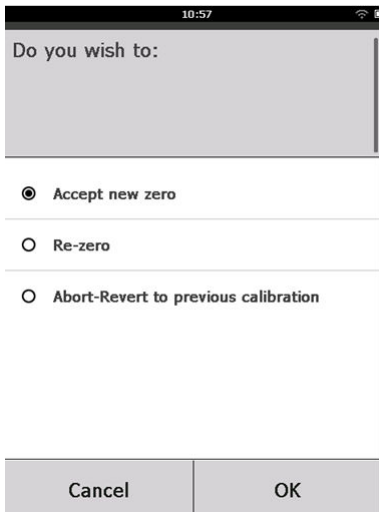 10:57
Do you wish to:
Accept new zero
Re-zero
Abort-Revert to previous calibration
Cancel
OK